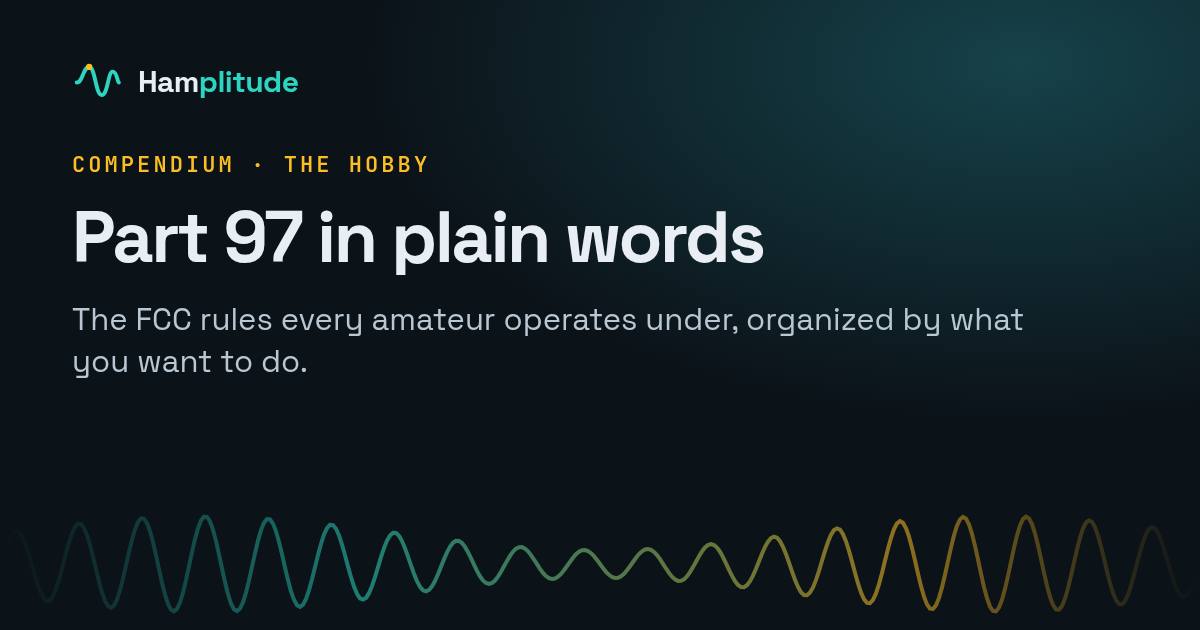 Hamplitude
COMPENDIUM · THE HOBBY
Part 97 in plain words
The FCC rules every amateur operates under, organized by what
you want to do.